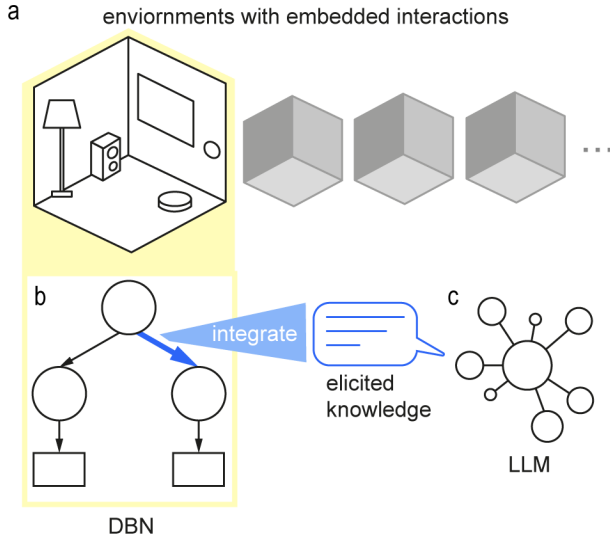 a
enviornments with embedded interactions
...
b
integrate
c
elicited
knowledge
LLM
DBN